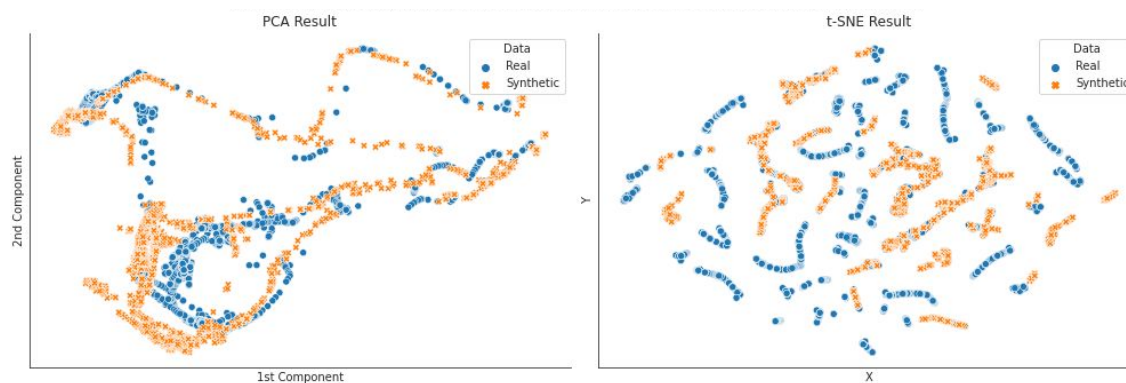 PCA Result
Data
Real
Synthetic
2nd Component
1st Component
t-SNE Result
Data
Real
Synthetic
Y
X